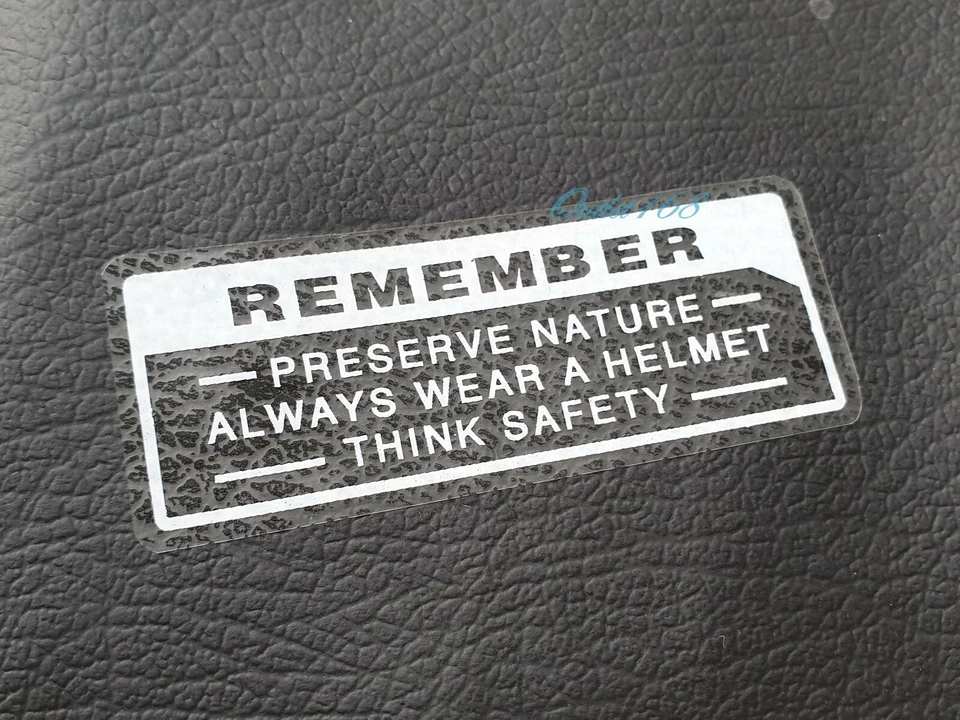 REMEMBER
PRESERVE NATURE
ALWAYS WEAR A HELMET
THINK SAFETY